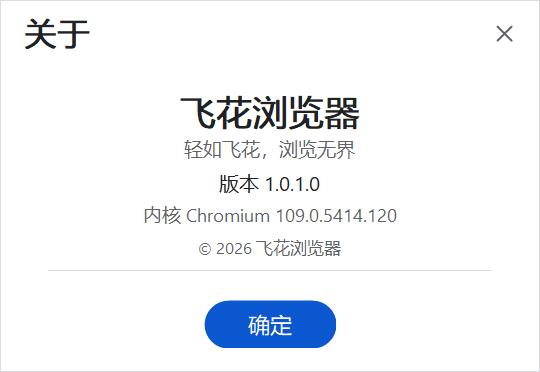 关于
飞花浏览器
轻如飞花，浏览无界
版本 1.0.1.0
内核 Chromium 109.0.5414.120
© 2026 飞花浏览器
确定